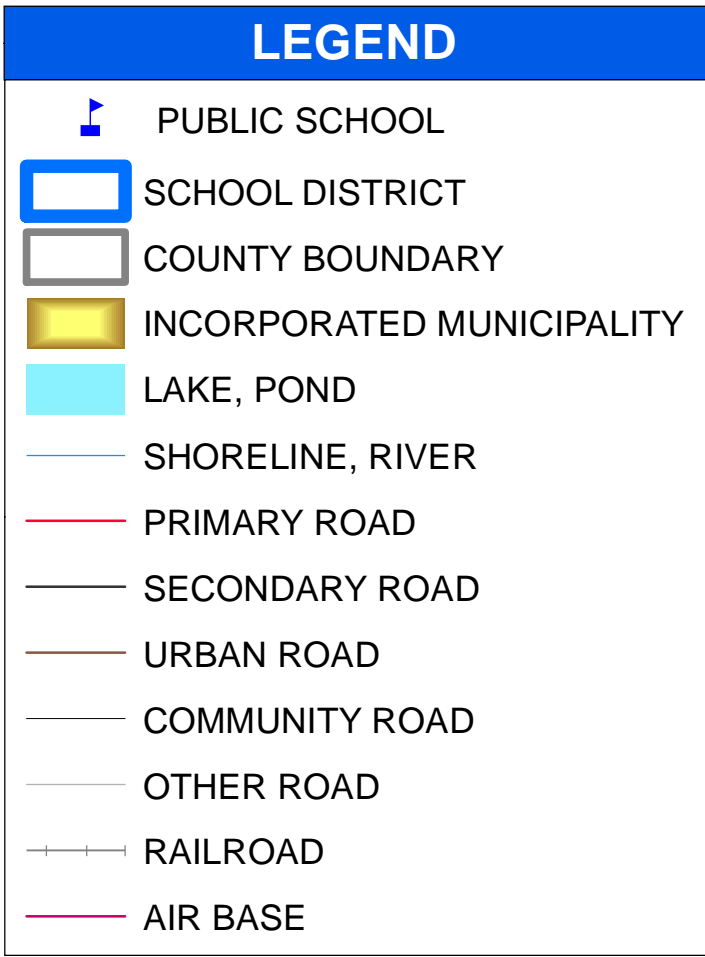 LEGEND
PUBLIC SCHOOL
SCHOOL DISTRICT
COUNTY BOUNDARY
INCORPORATED MUNICIPALITY
LAKE, POND
SHORELINE, RIVER
PRIMARY ROAD
SECONDARY ROAD
URBAN ROAD
COMMUNITY ROAD
OTHER ROAD
RAILROAD
AIR BASE